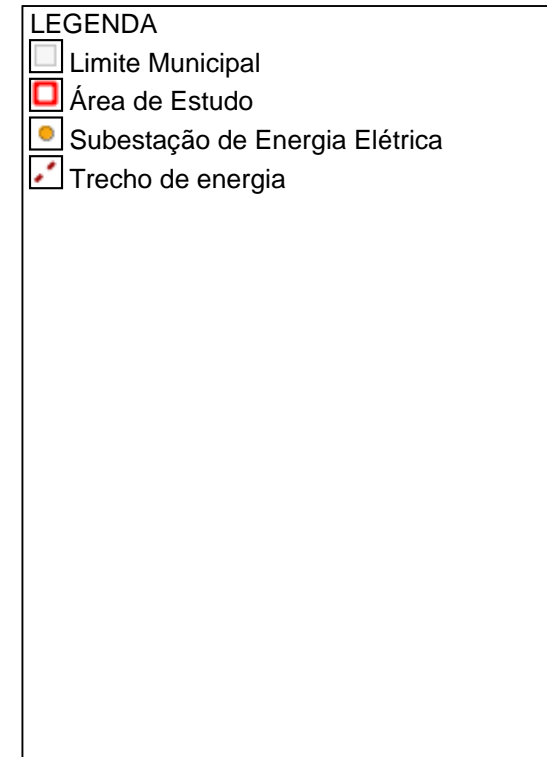 LEGENDA
Limite Municipal
Área de Estudo
Subestação de Energia Elétrica
Trecho de energia